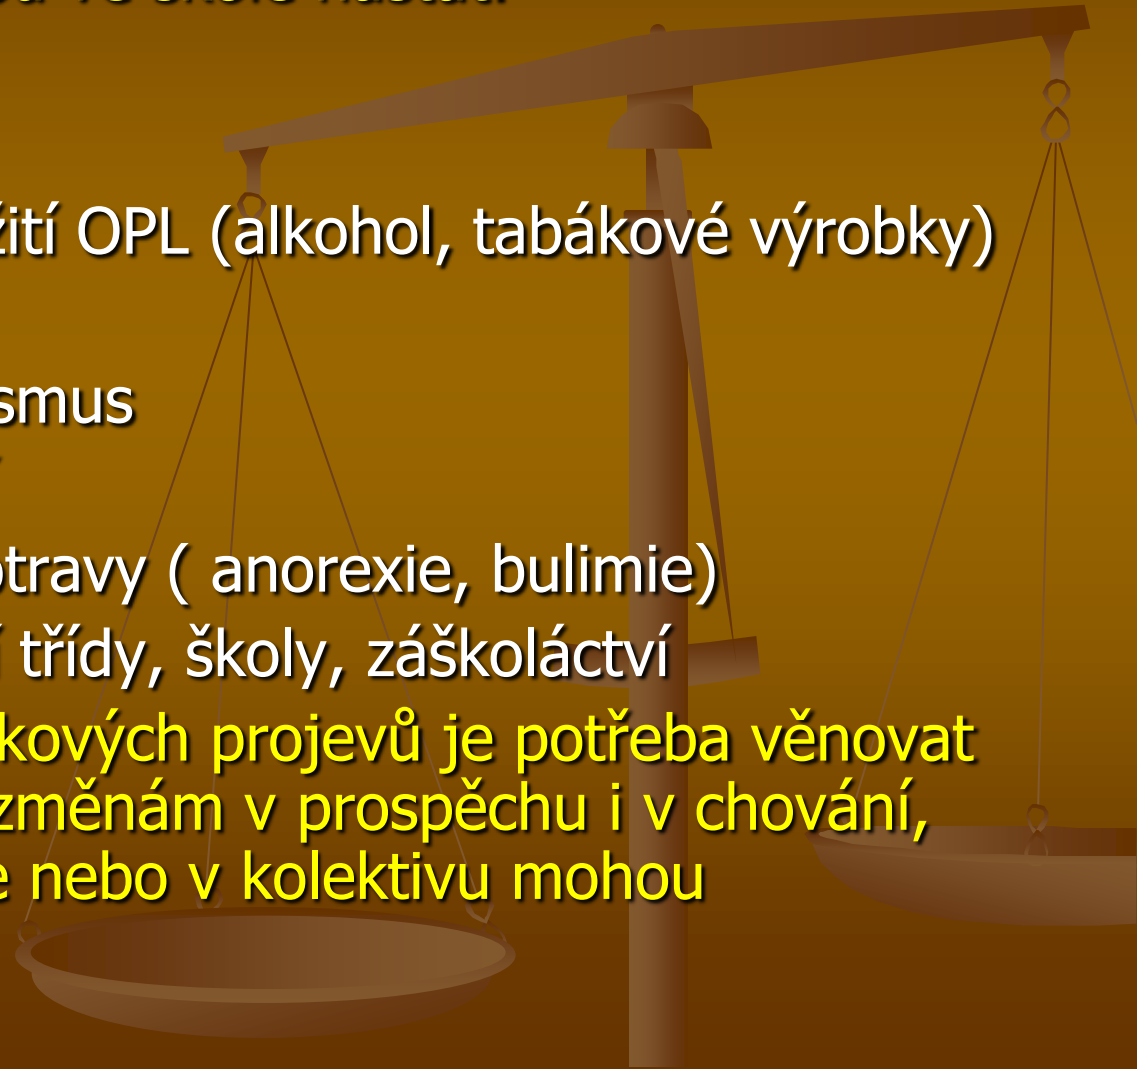 žití OPL (alkohol, tabákové výrobky)
smus
otravy ( anorexie, bulimie)
í třídy, školy, záškoláctví
kových projevů je potřeba věnovat
změnám v prospěchu i v chování,
e nebo v kolektivu mohou